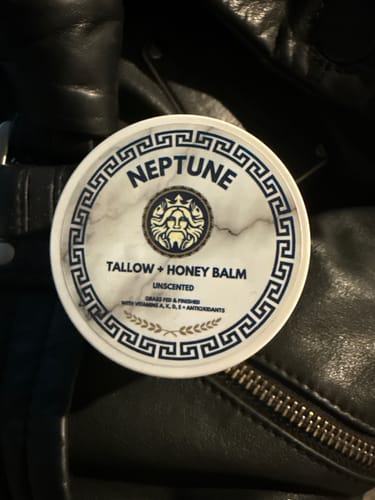 NEPTUNE
TALLOW + HONEY BALM
UNSCENTED
GRASS FED & FINISHED
WITH VITAMINS A, K, D, E + ANTIOXIDANTS